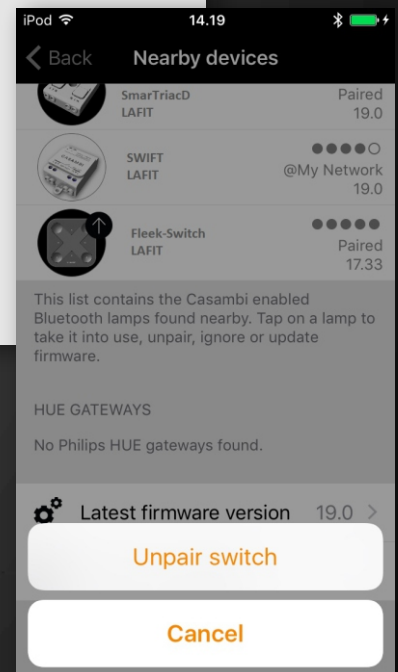 iPod 14.19
Back Nearby devices
SmarTriacD Paired
LAFIT 19.0
SWIFT
LAFIT @My Network
19.0
Fleek-Switch
LAFIT Paired
17.33
This list contains the Casambi enabled
Bluetooth lamps found nearby. Tap on a lamp to
take it into use, unpair, ignore or update
firmware.
HUE GATEWAYS
No Philips HUE gateways found.
Latest firmware version 19.0
Unpair switch
Cancel